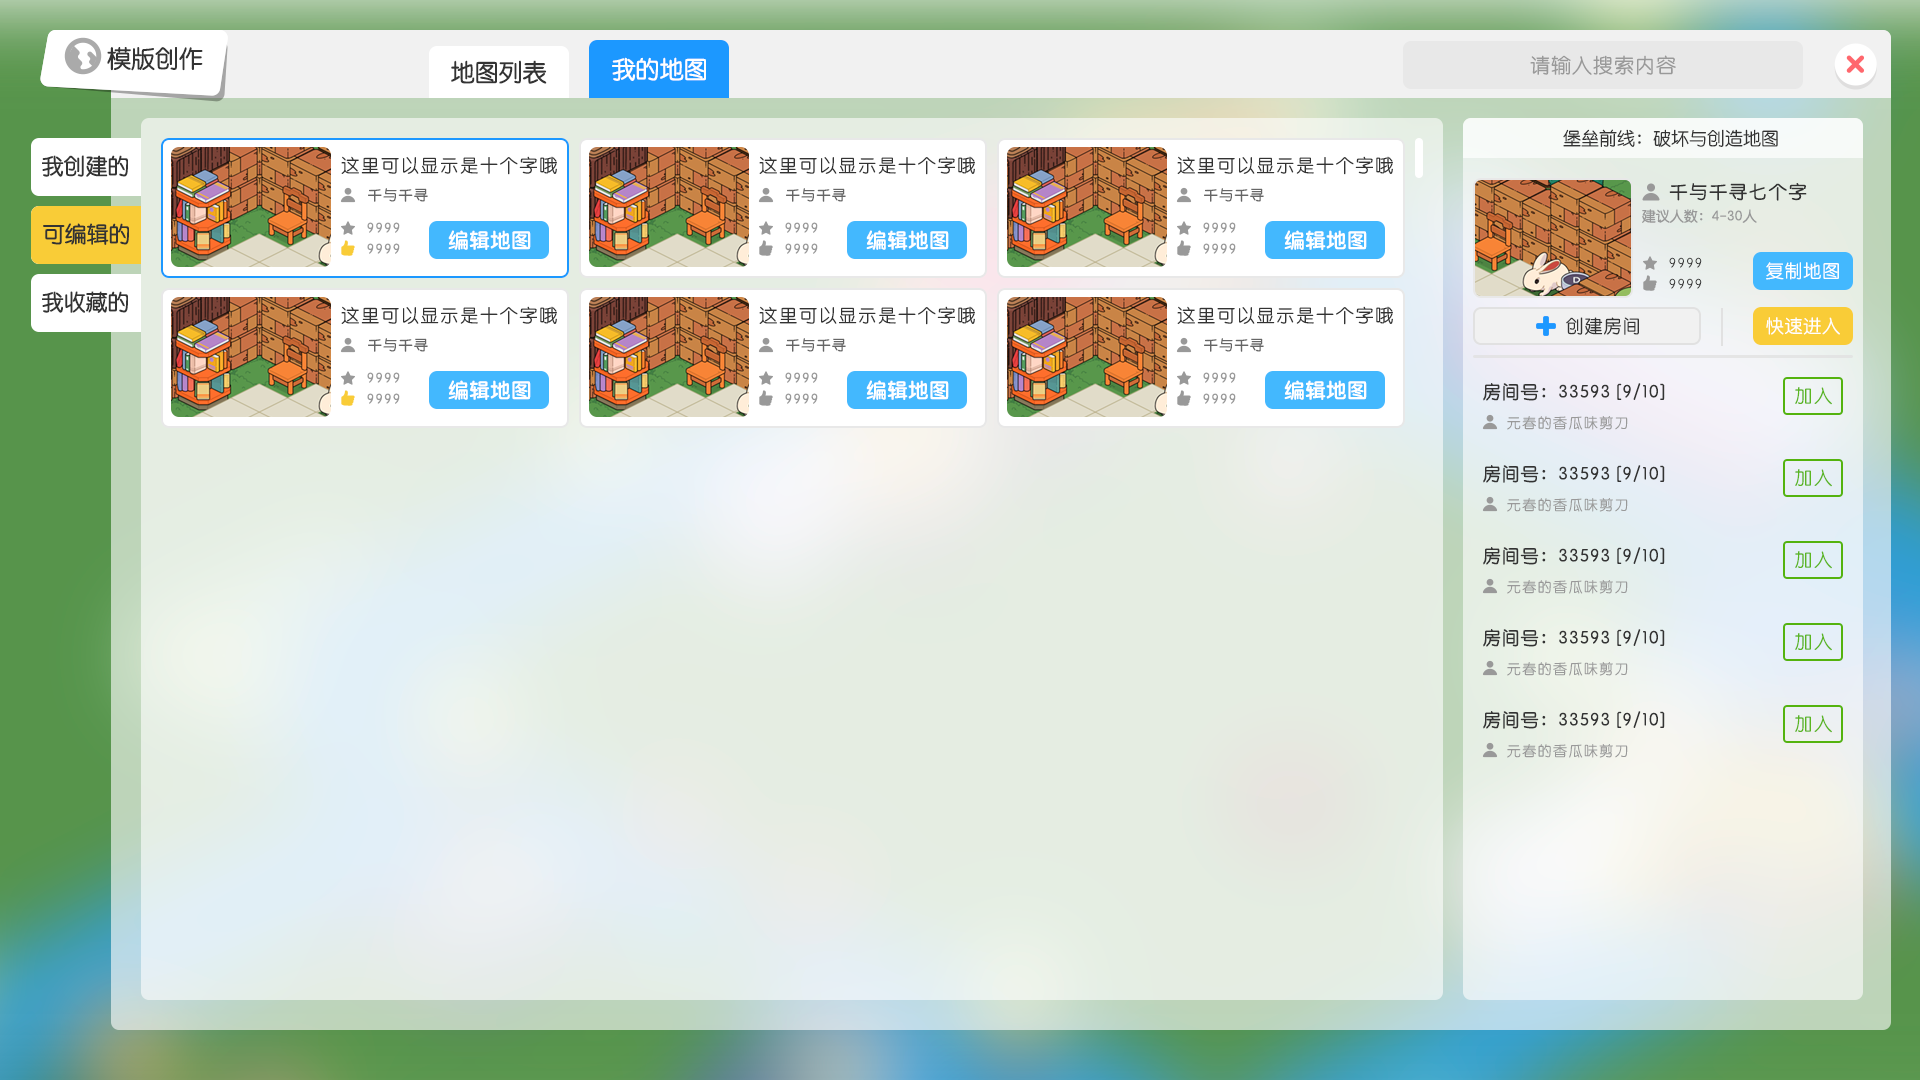 模版创作
地图列表
我的地图
请输入搜索内容
我创建的
可编辑的
我收藏的
这里可以显示是十个字哦
千与千寻
9999
9999
编辑地图
这里可以显示是十个字哦
千与千寻
9999
9999
编辑地图
这里可以显示是十个字哦
千与千寻
9999
9999
编辑地图
这里可以显示是十个字哦
千与千寻
9999
9999
编辑地图
这里可以显示是十个字哦
千与千寻
9999
9999
编辑地图
这里可以显示是十个字哦
千与千寻
9999
9999
编辑地图
堡垒前线：破坏与创造地图
千与千寻七个字
建议人数：4-30人
9999
9999
复制地图
创建房间
快速进入
房间号：33593 [9/10]
元春的香瓜味剪刀
加入
房间号：33593 [9/10]
元春的香瓜味剪刀
加入
房间号：33593 [9/10]
元春的香瓜味剪刀
加入
房间号：33593 [9/10]
元春的香瓜味剪刀
加入
房间号：33593 [9/10]
元春的香瓜味剪刀
加入